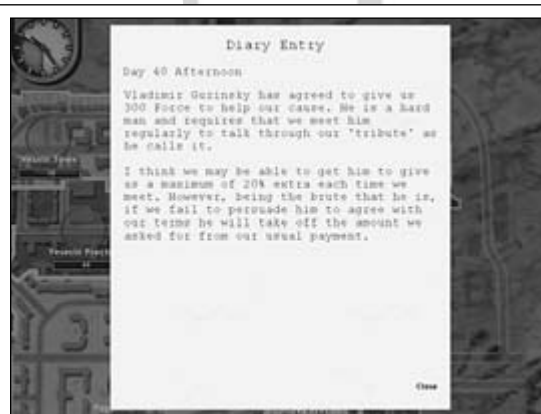 Diary Entry
Day 40 Afternoon
Vladimir Gurinsky has agreed to give us
300 Force to help our cause. He is a hard
man and requires that we meet him
regularly to talk through our 'tribute' as
he calls it.
I think we may be able to get him to give
us a maximum of 20% extra each time we
meet. However, being the brute that he is,
if we fail to persuade him to agree with
our terms he will take off the amount we
asked for from our usual payment.
Close